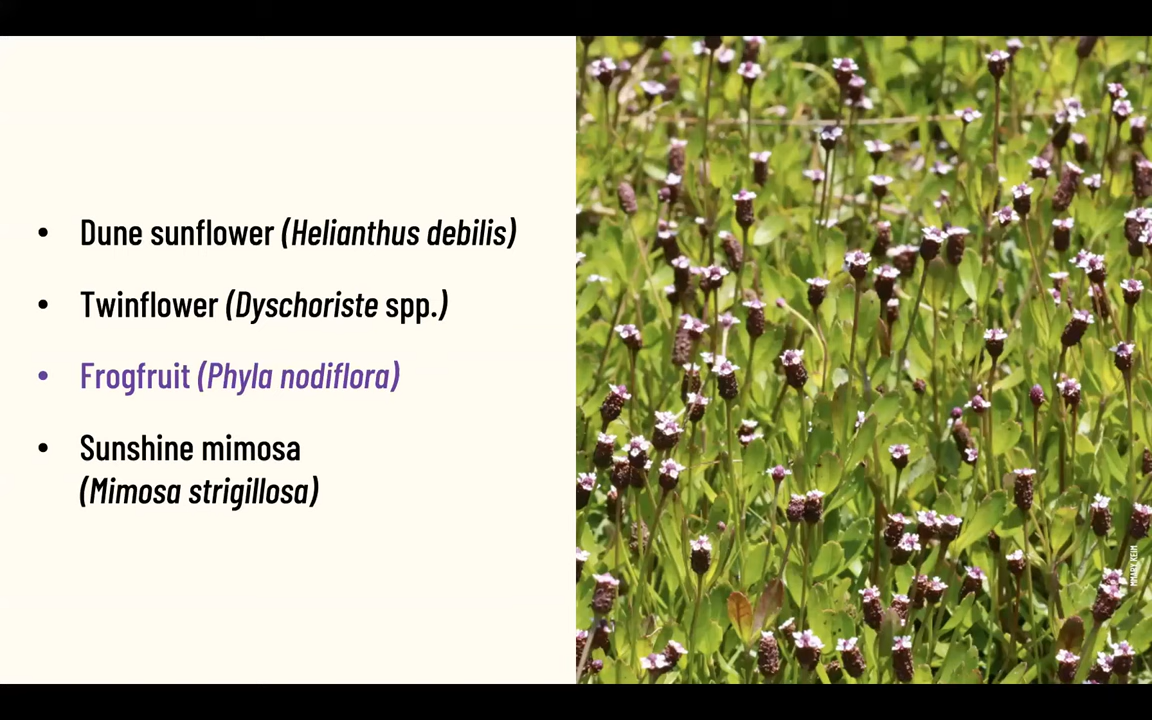 • Dune sunflower (Helianthus debilis)
• Twinflower (Dyschoriste spp.)
• Frogfruit (Phyla nodiflora)
• Sunshine mimosa
(Mimosa strigillosa)